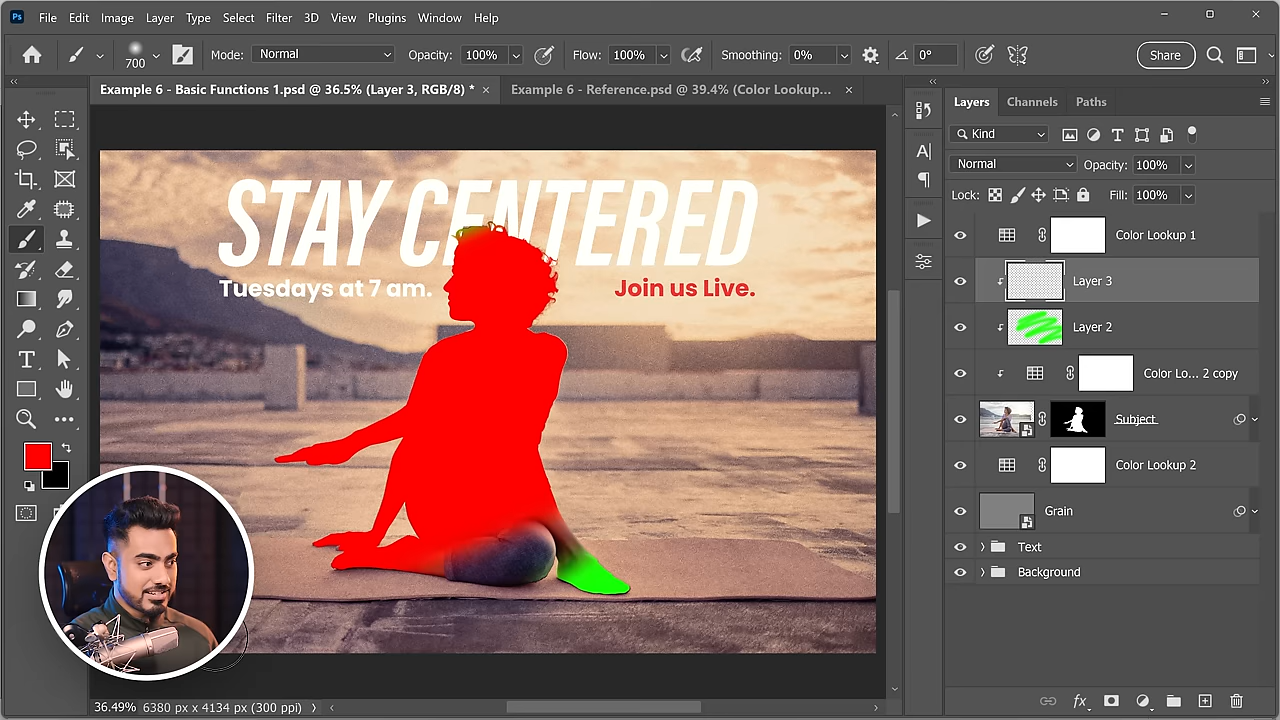 Ps File Edit Image Layer Type Select Filter 3D View Plugins Window Help
700 Mode: Normal Opacity: 100% Flow: 100% Smoothing: 0% 0° Share
Example 6 - Basic Functions 1.psd @ 36.5% (Layer 3, RGB/8) * × Example 6 - Reference.psd @ 39.4% (Color Lookup... ×
STAY CENTERED
Tuesdays at 7 am. Join us Live.
36.49% 6380 px x 4134 px (300 ppi)
Layers Channels Paths
Kind
Normal Opacity: 100%
Lock: Fill: 100%
Color Lookup 1
Layer 3
Layer 2
Color Lo... 2 copy
Subject
Color Lookup 2
Grain
Text
Background